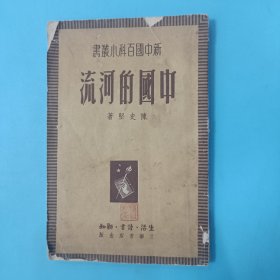 新中國百科小叢書
中國的河流
陳史堅著
生活·讀書·新知
三聯書店出版